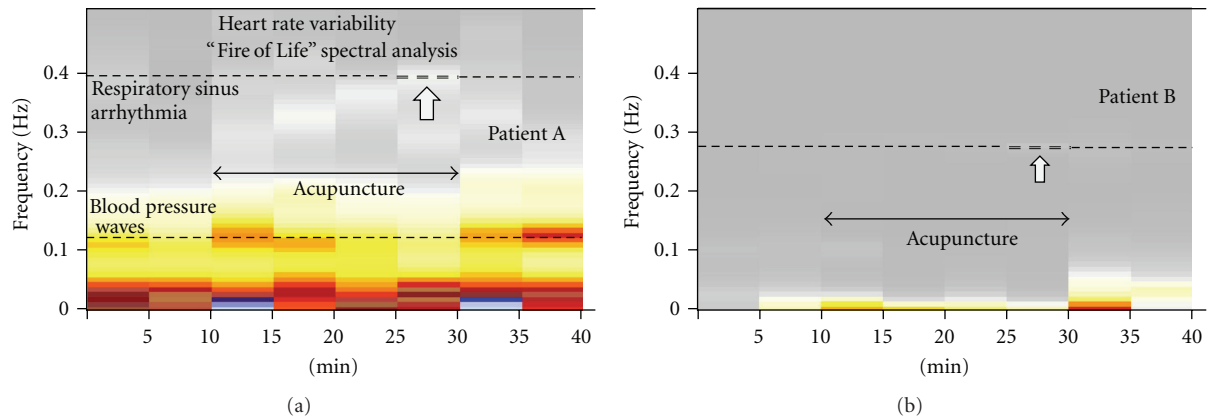 Heart rate variability
“Fire of Life” spectral analysis
0.4
Respiratory sinus
arrhythmia
0.3
Patient A
Frequency (Hz)
0.2
Acupuncture
Blood pressure
waves
0.1
0
5 10 15 20 25 30 35 40
(min)
(a)
Patient B
0.4
0.3
Frequency (Hz)
0.2
Acupuncture
0.1
0
5 10 15 20 25 30 35 40
(min)
(b)